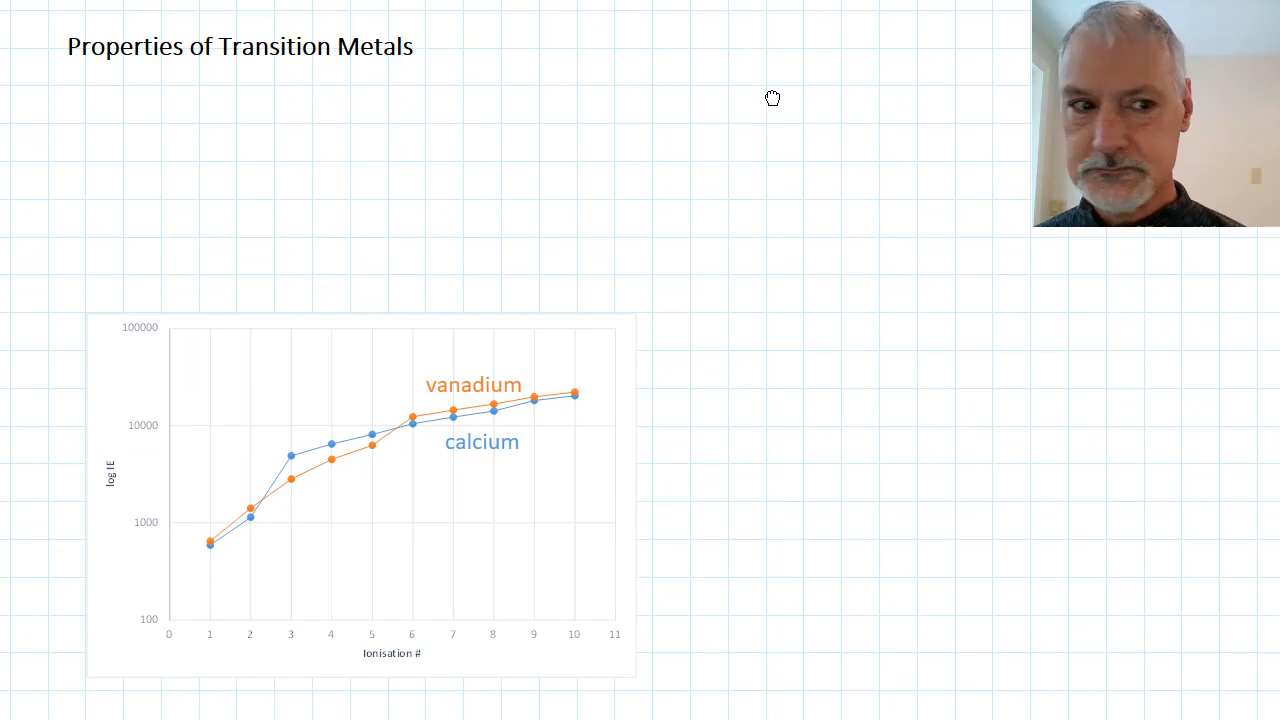 Properties of Transition Metals
100000
10000
1000
100
log IE
vanadium
calcium
0 1 2 3 4 5 6 7 8 9 10 11
Ionisation #